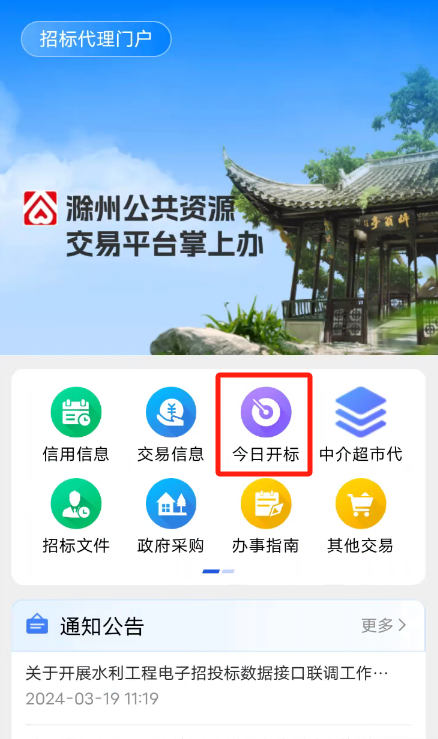 招标代理门户
滁州公共资源
交易平台掌上办
信用信息 交易信息 今日开标 中介超市代
招标文件 政府采购 办事指南 其他交易
通知公告 更多
关于开展水利工程电子招投标数据接口联调工作…
2024-03-19 11:19